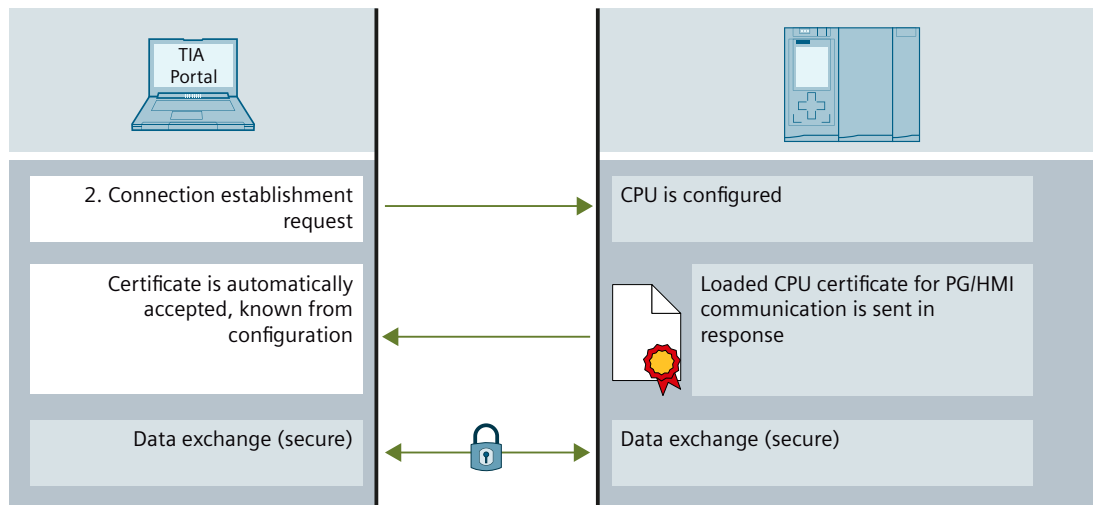 TIA
Portal
2. Connection establishment
request
CPU is configured
Certificate is automatically
accepted, known from
configuration
Loaded CPU certificate for PG/HMI
communication is sent in
response
Data exchange (secure)
Data exchange (secure)